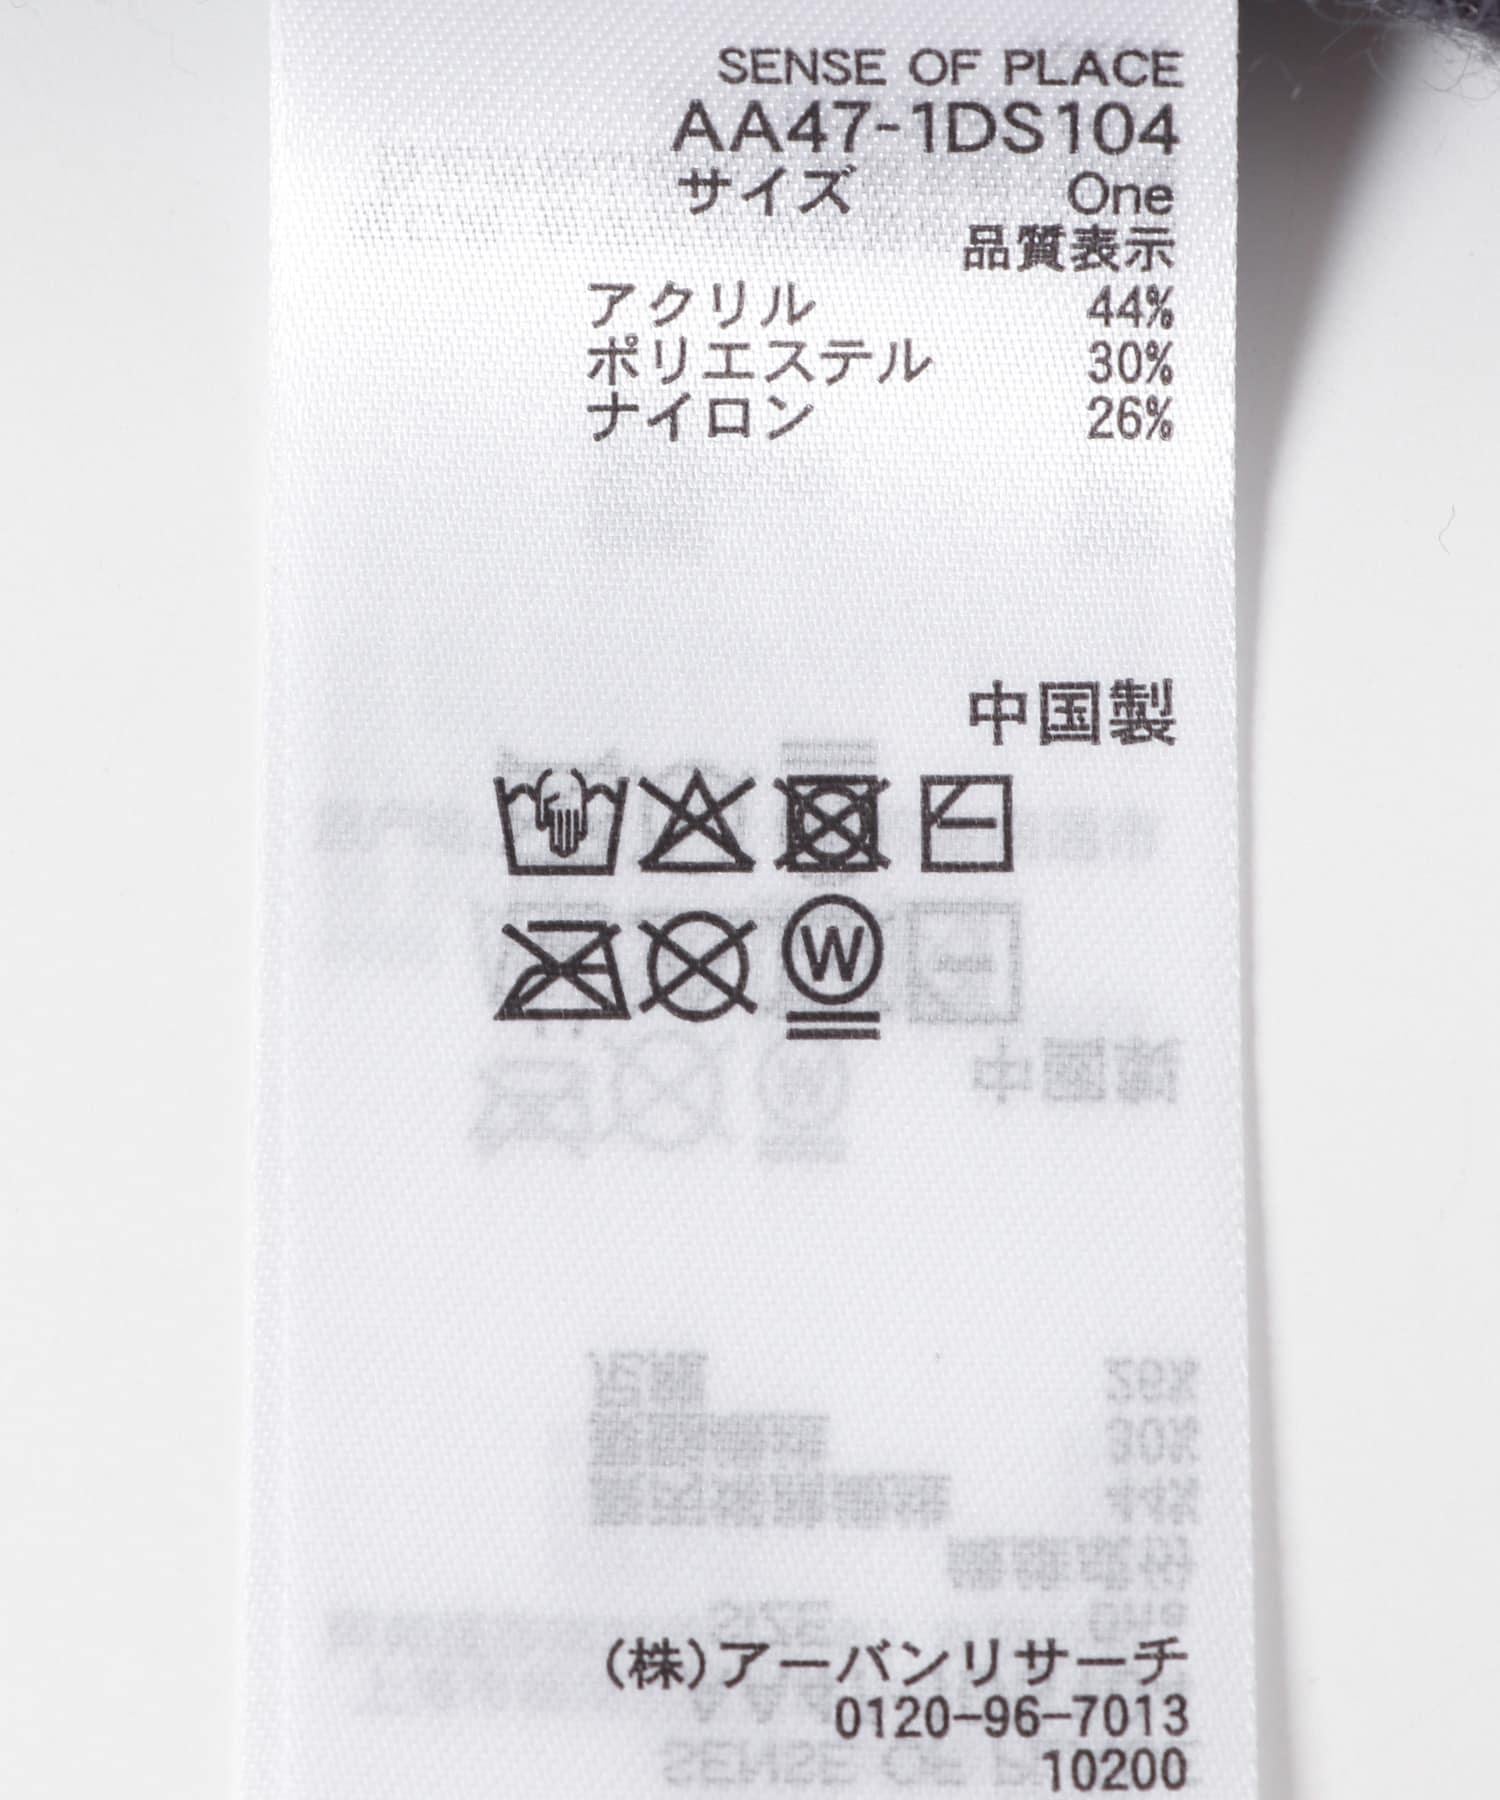 SENSE OF PLACE
AA47-1DS104
サイズ One
品質表示
アクリル 44%
ポリエステル 30%
ナイロン 26%
中国製
W
(株)アーバンリサーチ
0120-96-7013
10200